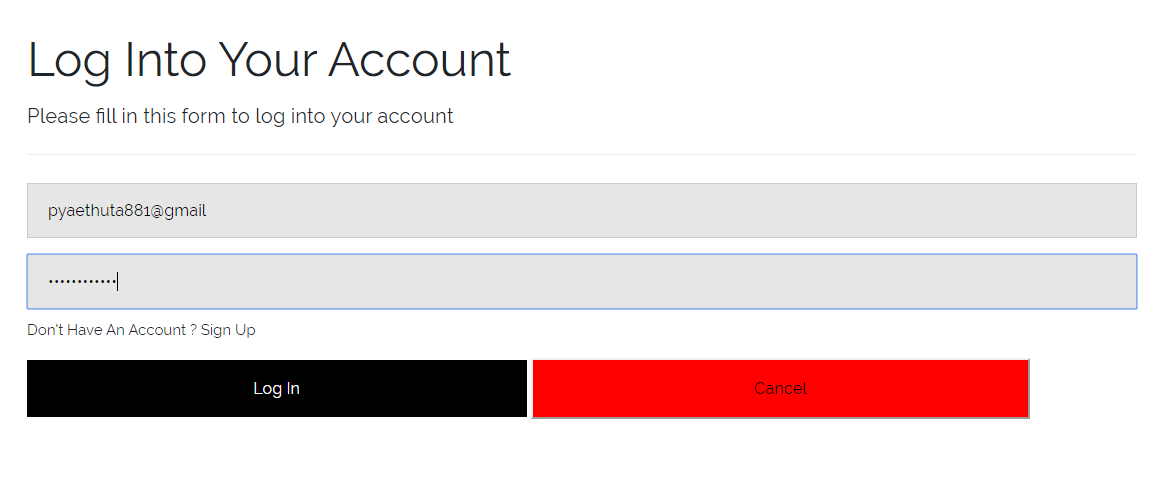 Log Into Your Account
Please fill in this form to log into your account
pyaethuta881@gmail
••••••••••••
Don't Have An Account ? Sign Up
Log In
Cancel